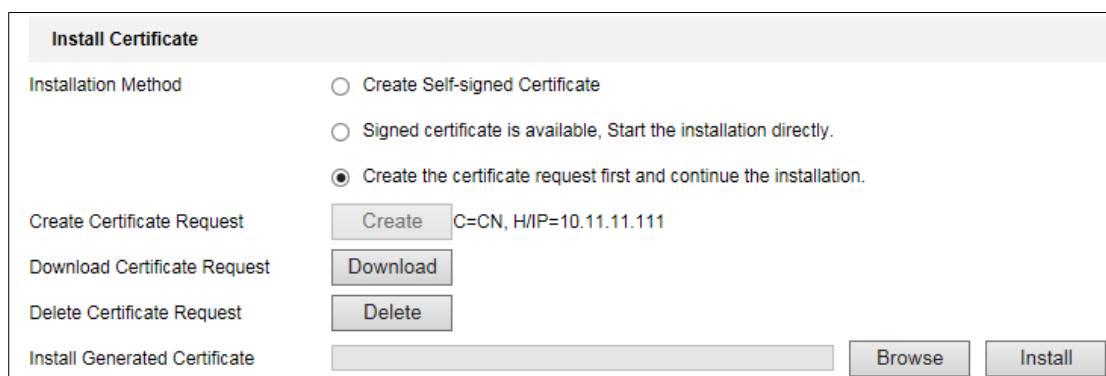 Install Certificate
Installation Method
Create Self-signed Certificate
Signed certificate is available, Start the installation directly.
Create the certificate request first and continue the installation.
Create Certificate Request Create C=CN, H/IP=10.11.11.111
Download Certificate Request Download
Delete Certificate Request Delete
Install Generated Certificate Browse Install